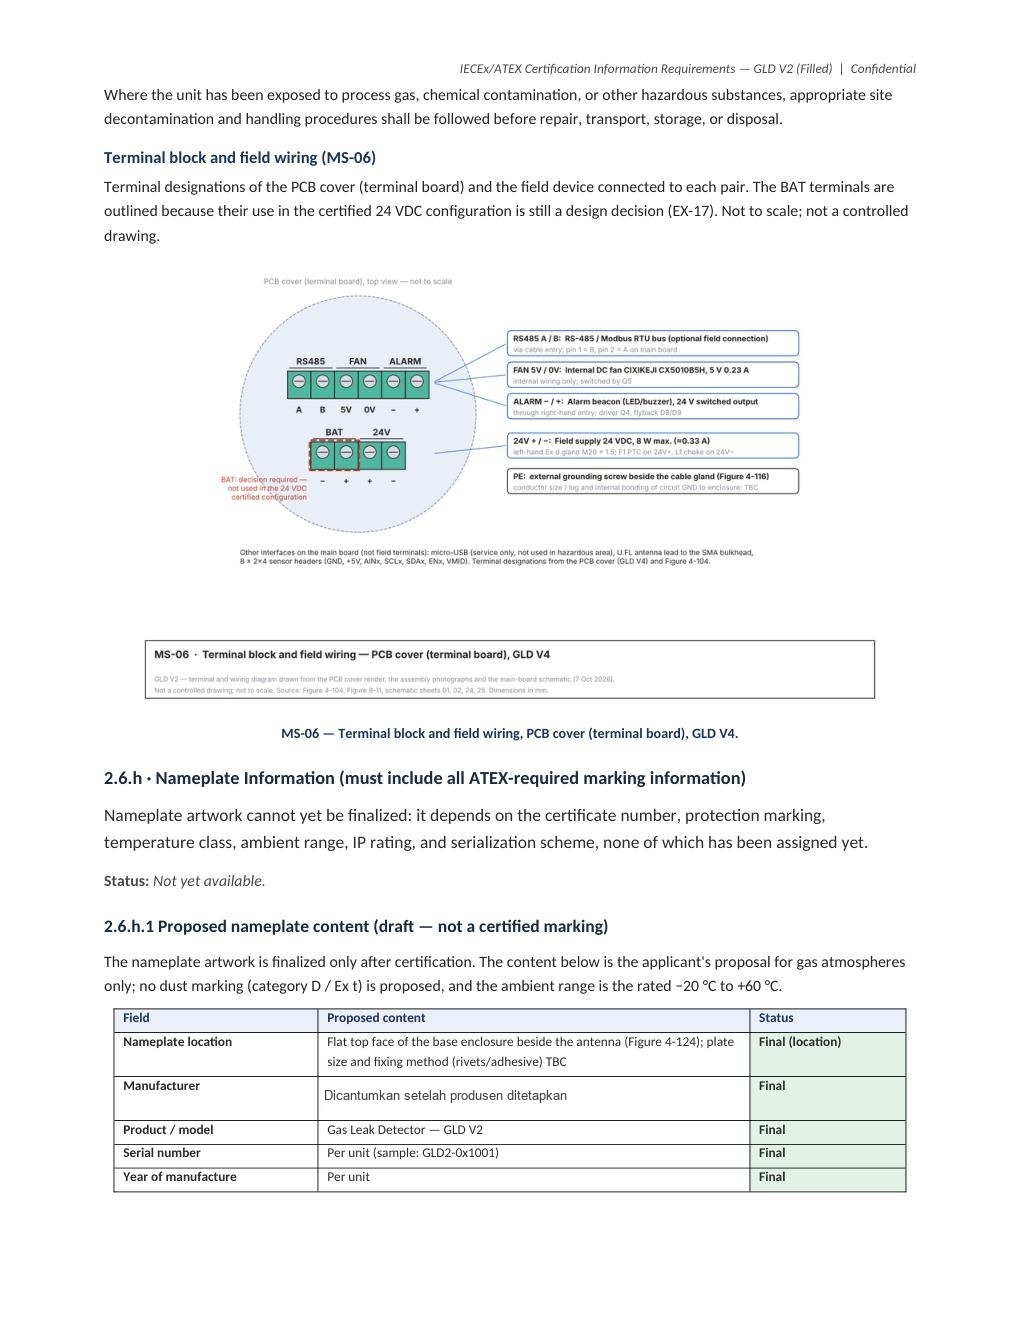 IECEx/ATEX Certification Information Requirements — GLD V2 (Filled) | Confidential
Where the unit has been exposed to process gas, chemical contamination, or other hazardous substances, appropriate site
decontamination and handling procedures shall be followed before repair, transport, storage, or disposal.
Terminal block and field wiring (MS-06)
Terminal designations of the PCB cover (terminal board) and the field device connected to each pair. The BAT terminals are
outlined because their use in the certified 24 VDC configuration is still a design decision (EX-17). Not to scale; not a controlled
drawing.
PCB cover (terminal board), top view — not to scale
RS485 FAN ALARM
A B 5V 0V − +
BAT 24V
− + + −
BAT: decision required —
not used in the 24 VDC
certified configuration
RS485 A / B: RS-485 / Modbus RTU bus (optional field connection)
via cable entry; pin 1 = B, pin 2 = A on main board
FAN 5V / 0V: Internal DC fan CIXIKEJI CX5010B5H, 5 V 0.23 A
internal wiring only; switched by Q5
ALARM − / +: Alarm beacon (LED/buzzer), 24 V switched output
through right-hand entry; driver Q4, flyback D8/D9
24V + / −: Field supply 24 VDC, 8 W max. (≈0.33 A)
left-hand Ex d gland M20 × 1.5; F1 PTC on 24V+, L1 choke on 24V−
PE: external grounding screw beside the cable gland (Figure 4-116)
conductor size / lug and internal bonding of circuit GND to enclosure: TBC
Other interfaces on the main board (not field terminals): micro-USB (service only, not used in hazardous area), U.FL antenna lead to the SMA bulkhead,
8 × 2×4 sensor headers (GND, +5V, AINx, SCLx, SDAx, ENx, VMID). Terminal designations from the PCB cover (GLD V4) and Figure 4-104.
MS-06 · Terminal block and field wiring — PCB cover (terminal board), GLD V4
GLD V2 — terminal and wiring diagram drawn from the PCB cover render, the assembly photographs and the main-board schematic (7 Oct 2026).
Not a controlled drawing; not to scale. Source: Figure 4-104, Figure 8-11, schematic sheets 01, 02, 24, 25. Dimensions in mm.
MS-06 — Terminal block and field wiring, PCB cover (terminal board), GLD V4.
2.6.h · Nameplate Information (must include all ATEX-required marking information)
Nameplate artwork cannot yet be finalized: it depends on the certificate number, protection marking,
temperature class, ambient range, IP rating, and serialization scheme, none of which has been assigned yet.
Status: Not yet available.
2.6.h.1 Proposed nameplate content (draft — not a certified marking)
The nameplate artwork is finalized only after certification. The content below is the applicant's proposal for gas atmospheres
only; no dust marking (category D / Ex t) is proposed, and the ambient range is the rated −20 °C to +60 °C.
Field Proposed content Status
Nameplate location Flat top face of the base enclosure beside the antenna (Figure 4-124); plate Final (location)
size and fixing method (rivets/adhesive) TBC
Manufacturer Dicantumkan setelah produsen ditetapkan Final
Product / model Gas Leak Detector — GLD V2 Final
Serial number Per unit (sample: GLD2-0x1001) Final
Year of manufacture Per unit Final